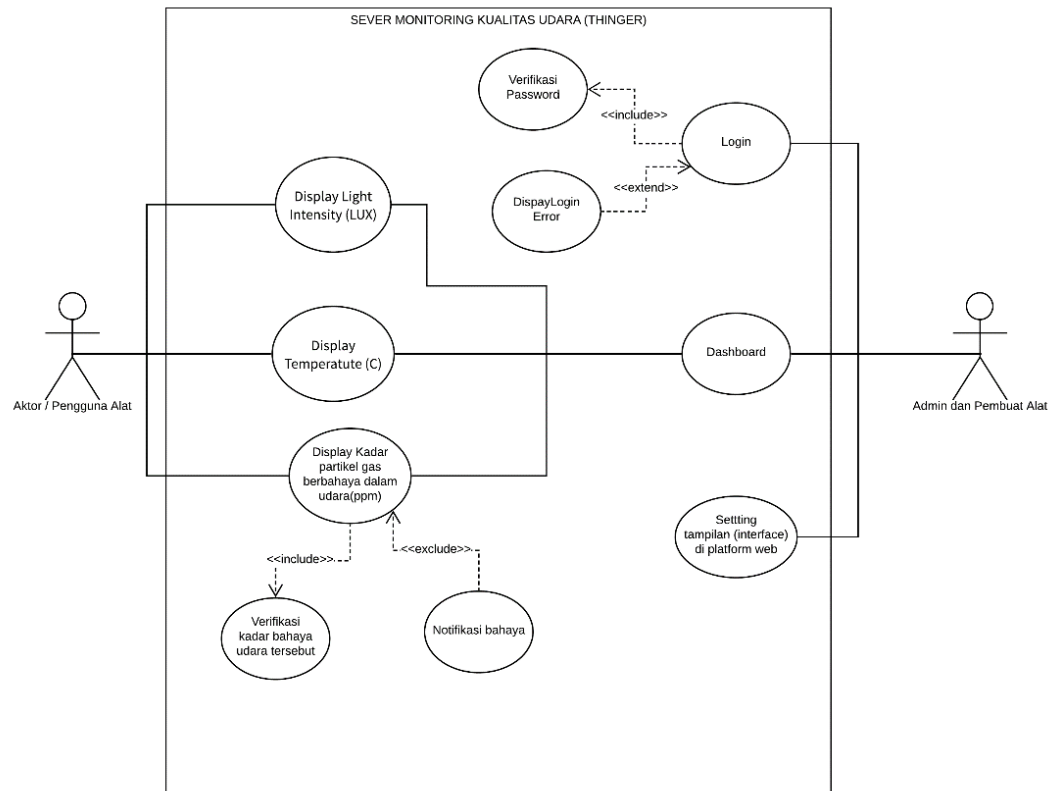 SEVER MONITORING KUALITAS UDARA (THINGER)
Verifikasi
Password
<<include>>
Login
<<extend>>
DispayLogin
Error
Display Light
Intensity (LUX)
Display
Temperatute (C)
Dashboard
Aktor / Pengguna Alat
Admin dan Pembuat Alat
Display Kadar
partikel gas
berbahaya dalam
udara(ppm)
Settting
tampilan (interface)
di platform web
<<include>>
<<exclude>>
Verifikasi
kadar bahaya
udara tersebut
Notifikasi bahaya